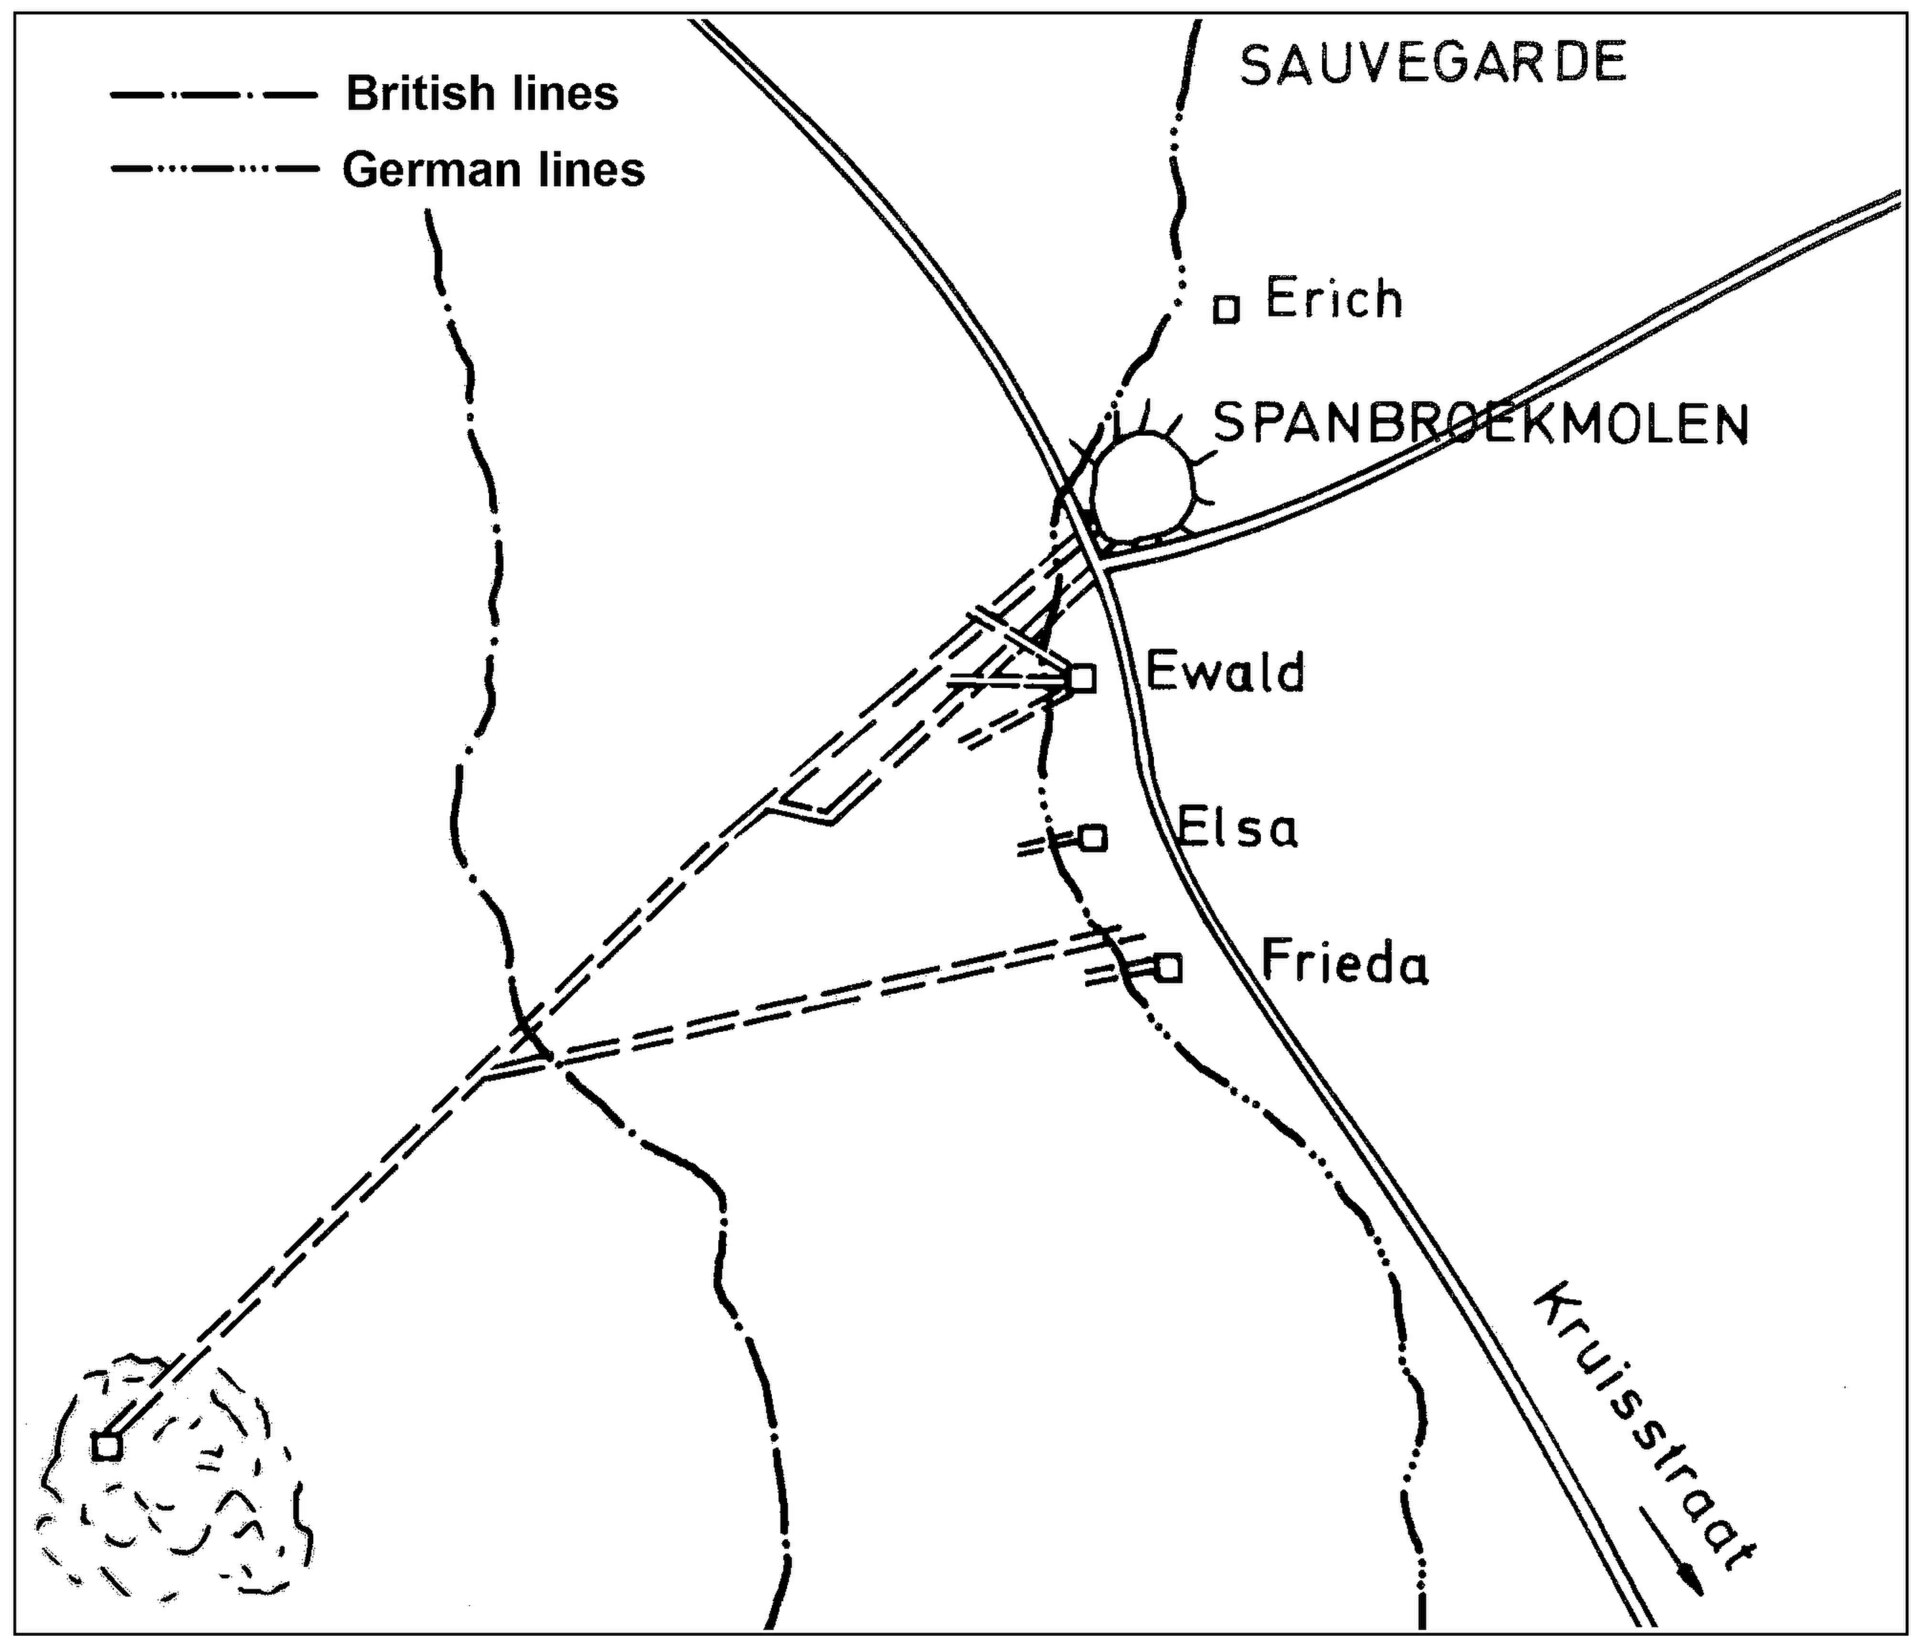 SAUVEGARDE
British lines
German lines
Erich
SPANBROEKMOLEN
Ewald
Elsa
Frieda
Kruisstraat